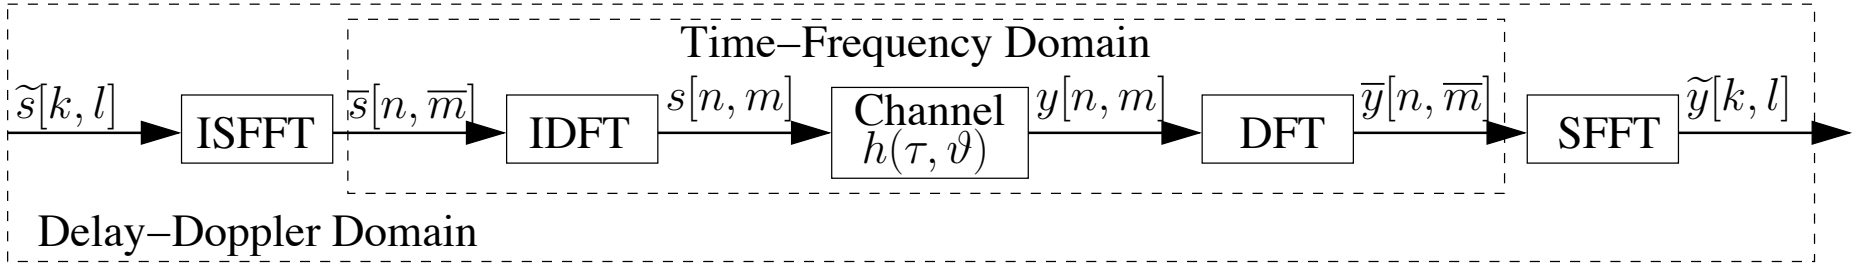 Time–Frequency Domain
s̃[k, l]
ISFFT
s̅[n, m̅]
IDFT
s[n, m]
Channel
h(τ, ϑ)
y[n, m]
DFT
y̅[n, m̅]
SFFT
ỹ[k, l]
Delay–Doppler Domain